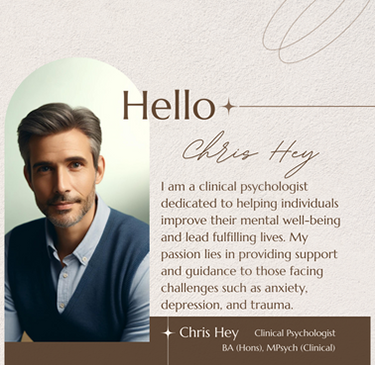 Hello
Chris Hey
I am a clinical psychologist
dedicated to helping individuals
improve their mental well-being
and lead fulfilling lives. My
passion lies in providing support
and guidance to those facing
challenges such as anxiety,
depression, and trauma.
Chris Hey Clinical Psychologist
BA (Hons), MPsych (Clinical)